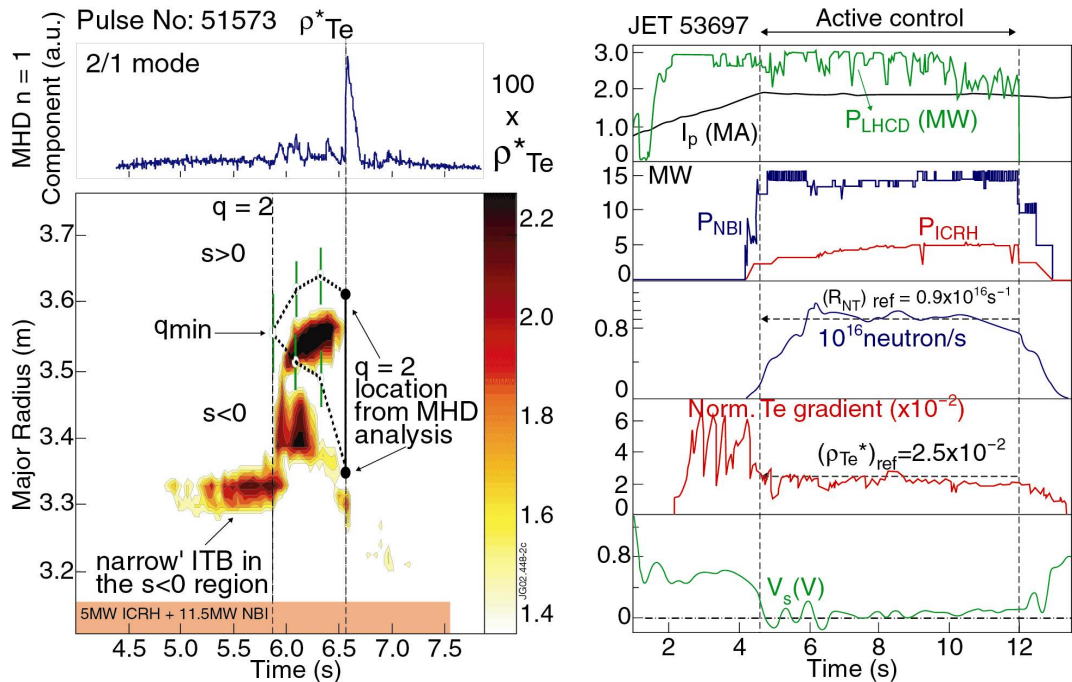 Pulse No: 51573 ρ*Te
MHD n = 1
Component (a.u.)
2/1 mode
100
x
ρ*Te
q = 2
3.7
s>0
3.6
qmin
3.5
s<0
3.4
3.3
3.2
Major Radius (m)
q = 2
location
from MHD
analysis
narrow' ITB in
the s<0 region
5MW ICRH + 11.5MW NBI
2.2
2.0
1.8
1.6
1.4
JG02.448-2c
4.5 5.0 5.5 6.0 6.5 7.0 7.5
Time (s)
JET 53697
Active control
3.0
2.0
1.0
0
Ip (MA)
PLHCD (MW)
15
10
5
0
MW
PNBI
PICRH
0.8
0
(RNT) ref = 0.9x10¹⁶s⁻¹
10¹⁶neutron/s
6
4
2
0
Norm. Te gradient (x10⁻²)
(ρTe*)ref=2.5x10⁻²
0.8
0
Vs(V)
2 4 6 8 10 12
Time (s)